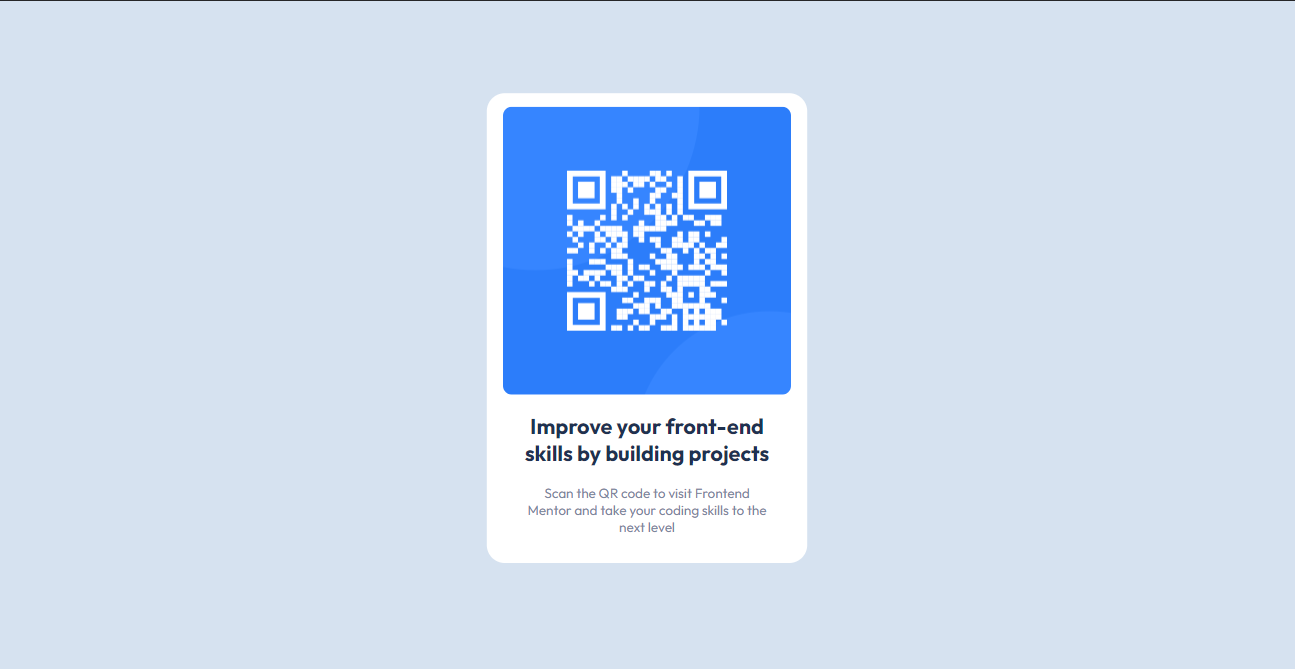 Improve your front-end
skills by building projects
Scan the QR code to visit Frontend
Mentor and take your coding skills to the
next level